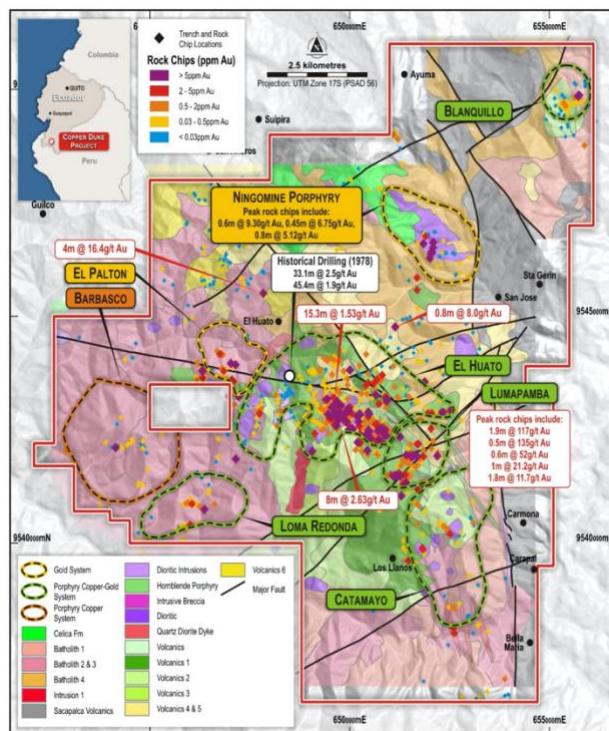 650000mE
655000mE
Colombia
QUITO
Ecuador
Guayaquil
COPPER DUKE
PROJECT
Peru
Trench and Rock
Chip Locations
Rock Chips (ppm Au)
> 5ppm Au
2 - 5ppm Au
0.5 - 2ppm Au
0.03 - 0.5ppm Au
< 0.03ppm Au
2.5 kilometres
Projection: UTM Zone 17S (PSAD 56)
Ayuma
Suipira
BLANQUILLO
Guilco
NINGOMINE PORPHYRY
Peak rock chips include:
0.6m @ 9.30g/t Au, 0.45m @ 6.75g/t Au,
0.8m @ 5.12g/t Au
4m @ 16.4g/t Au
Historical Drilling (1978)
33.1m @ 2.5g/t Au
45.4m @ 1.9g/t Au
EL PALTON
BARBASCO
Sta Gerin
San Jose
15.3m @ 1.53g/t Au
0.8m @ 8.0g/t Au
9545000mN
El Huato
EL HUATO
LUMAPAMBA
Peak rock chips include:
1.9m @ 117g/t Au
0.5m @ 135g/t Au
0.6m @ 52g/t Au
1m @ 21.2g/t Au
1.8m @ 11.7g/t Au
8m @ 2.63g/t Au
LOMA REDONDA
Carmona
9540000mN
9540000mN
Los Llanos
Carapal
CATAMAYO
Bella
Maria
Gold System
Porphyry Copper-Gold
System
Porphyry Copper
System
Celica Fm
Batholith 1
Batholith 2 & 3
Batholith 4
Intrusion 1
Sacapalca Volcanics
Dioritic Intrusions
Hornblende Porphyry
Intrusive Breccia
Dioritic
Quartz Diorite Dyke
Volcanics
Volcanics 1
Volcanics 2
Volcanics 3
Volcanics 4 & 5
Volcanics 6
Major Fault
650000mE
655000mE